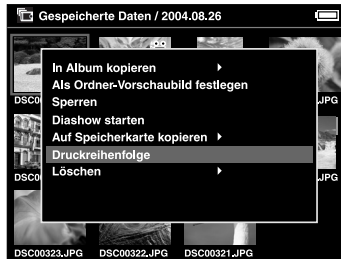 Gespeicherte Daten / 2004.08.26
In Album kopieren
Als Ordner-Vorschaubild festlegen
Sperren
DSC00
.JPG
Diashow starten
Auf Speicherkarte kopieren
Druckreihenfolge
Löschen
DSC0
JPG
DSC00323.JPG DSC00322.JPG DSC00321.JPG